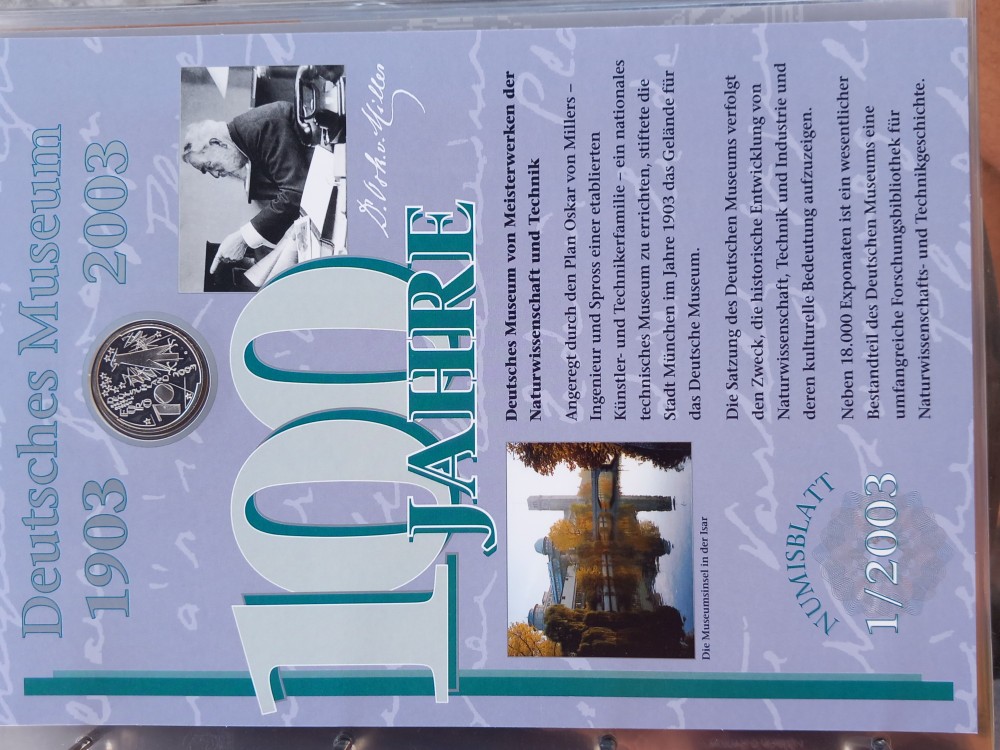 Deutsches Museum
1903 2003
Dr Osk. v. Miller
100
JAHRE
Deutsches Museum von Meisterwerken der
Naturwissenschaft und Technik
Angeregt durch den Plan Oskar von Millers –
Ingenieur und Spross einer etablierten
Künstler- und Technikerfamilie – ein nationales
technisches Museum zu errichten, stiftete die
Stadt München im Jahre 1903 das Gelände für
das Deutsche Museum.
Die Satzung des Deutschen Museums verfolgt
den Zweck, die historische Entwicklung von
Naturwissenschaft, Technik und Industrie und
deren kulturelle Bedeutung aufzuzeigen.
Neben 18.000 Exponaten ist ein wesentlicher
Bestandteil des Deutschen Museums eine
umfangreiche Forschungsbibliothek für
Naturwissenschafts- und Technikgeschichte.
Die Museumsinsel in der Isar
NUMISBLATT
1/2003